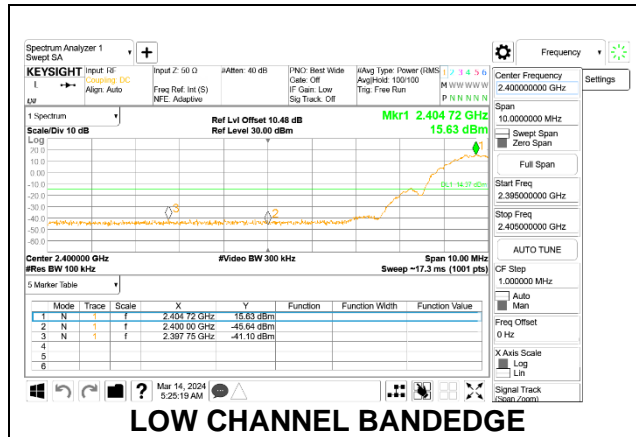 Spectrum Analyzer 1
Swept SA
Frequency
KEYSIGHT
Input: RF
Coupling: DC
Align: Auto
Input Z: 50 Ω
Freq Ref: Int (S)
NFE: Adaptive
#Atten: 40 dB
PNO: Best Wide
Gate: Off
IF Gain: Low
Sig Track: Off
#Avg Type: Power (RMS
Avg|Hold: 100/100
Trig: Free Run
1 2 3 4 5 6
M W W W W W
P N N N N N
Settings
1 Spectrum
Scale/Div 10 dB
Log
Ref Lvl Offset 10.48 dB
Ref Level 30.00 dBm
Mkr1 2.404 72 GHz
15.63 dBm
20.0
10.0
0.00
-10.0
-20.0
-30.0
-40.0
-50.0
-60.0
1
2
3
Center 2.400000 GHz
#Res BW 100 kHz
#Video BW 300 kHz
Span 10.00 MHz
Sweep ~17.3 ms (1001 pts)
5 Marker Table
Mode Trace Scale X Y Function Function Width Function Value
1 N 1 f 2.404 72 GHz 15.63 dBm
2 N 1 f 2.400 00 GHz -45.64 dBm
3 N 1 f 2.397 75 GHz -41.10 dBm
4
5
6
Mar 14, 2024
5:25:19 AM
Center Frequency
2.400000000 GHz
Span
10.0000000 MHz
Swept Span
Zero Span
Full Span
Start Freq
2.395000000 GHz
Stop Freq
2.405000000 GHz
AUTO TUNE
CF Step
1.000000 MHz
Auto
Man
Freq Offset
0 Hz
X Axis Scale
Log
Lin
Signal Track
(Span Zoom)
LOW CHANNEL BANDEDGE